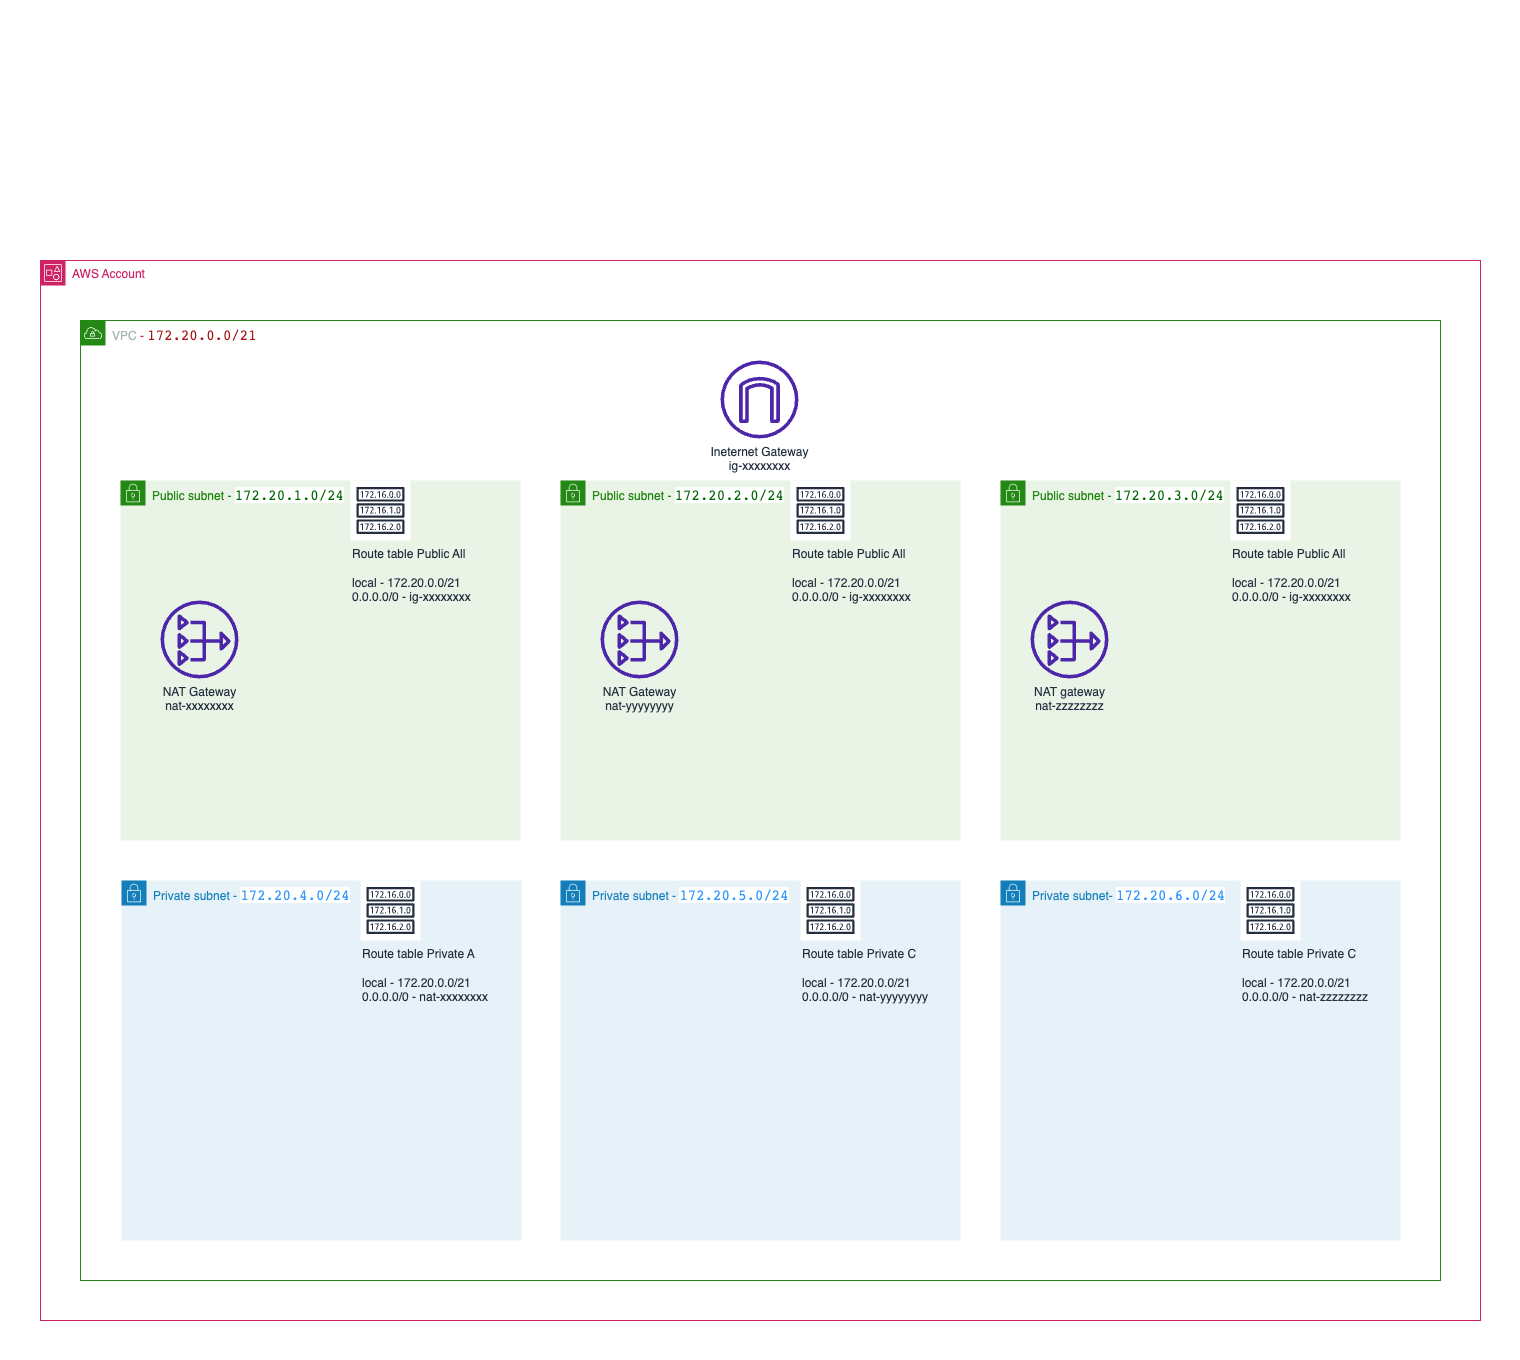 AWS Account
VPC - 172.20.0.0/21
Ineternet Gateway
ig-xxxxxxxx
Public subnet - 172.20.1.0/24
172.16.0.0
172.16.1.0
172.16.2.0
Route table Public All
local - 172.20.0.0/21
0.0.0.0/0 - ig-xxxxxxxx
NAT Gateway
nat-xxxxxxxx
Public subnet - 172.20.2.0/24
172.16.0.0
172.16.1.0
172.16.2.0
Route table Public All
local - 172.20.0.0/21
0.0.0.0/0 - ig-xxxxxxxx
NAT Gateway
nat-yyyyyyyy
Public subnet - 172.20.3.0/24
172.16.0.0
172.16.1.0
172.16.2.0
Route table Public All
local - 172.20.0.0/21
0.0.0.0/0 - ig-xxxxxxxx
NAT gateway
nat-zzzzzzzz
Private subnet - 172.20.4.0/24
172.16.0.0
172.16.1.0
172.16.2.0
Route table Private A
local - 172.20.0.0/21
0.0.0.0/0 - nat-xxxxxxxx
Private subnet - 172.20.5.0/24
172.16.0.0
172.16.1.0
172.16.2.0
Route table Private C
local - 172.20.0.0/21
0.0.0.0/0 - nat-yyyyyyyy
Private subnet- 172.20.6.0/24
172.16.0.0
172.16.1.0
172.16.2.0
Route table Private C
local - 172.20.0.0/21
0.0.0.0/0 - nat-zzzzzzzz